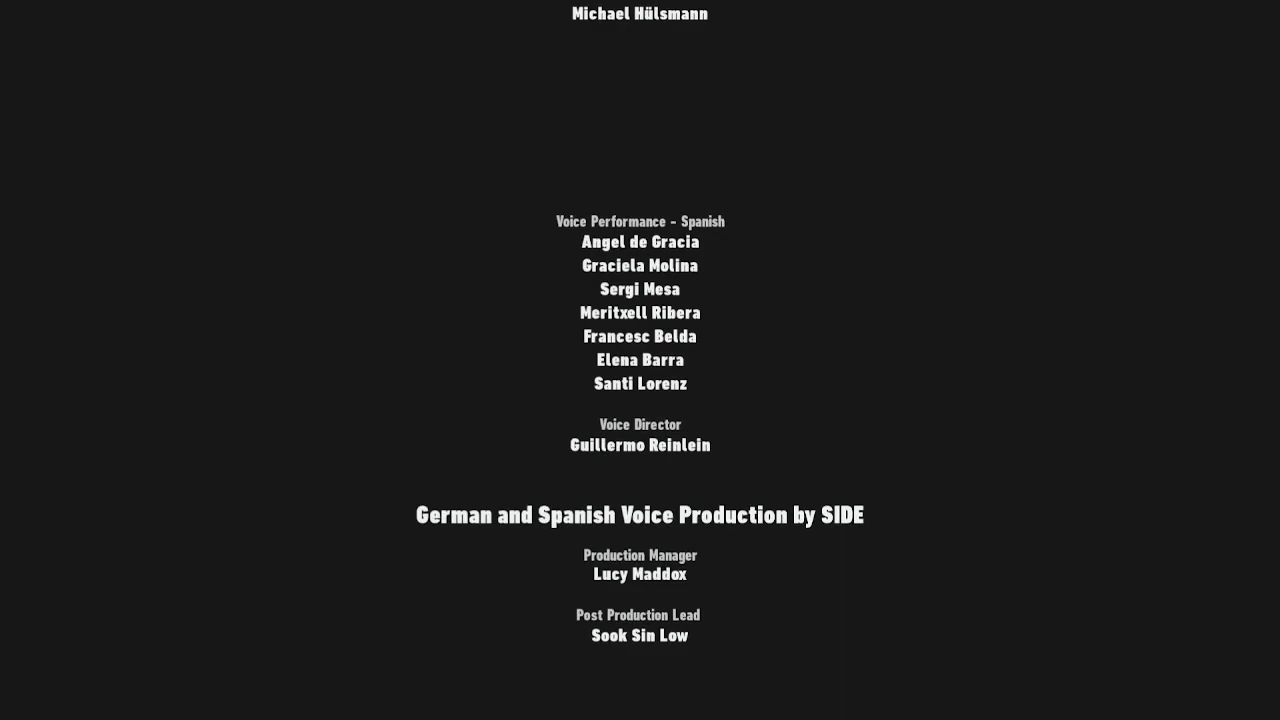 Michael Hülsmann
Voice Performance - Spanish
Angel de Gracia
Graciela Molina
Sergi Mesa
Meritxell Ribera
Francesc Belda
Elena Barra
Santi Lorenz
Voice Director
Guillermo Reinlein
German and Spanish Voice Production by SIDE
Production Manager
Lucy Maddox
Post Production Lead
Sook Sin Low